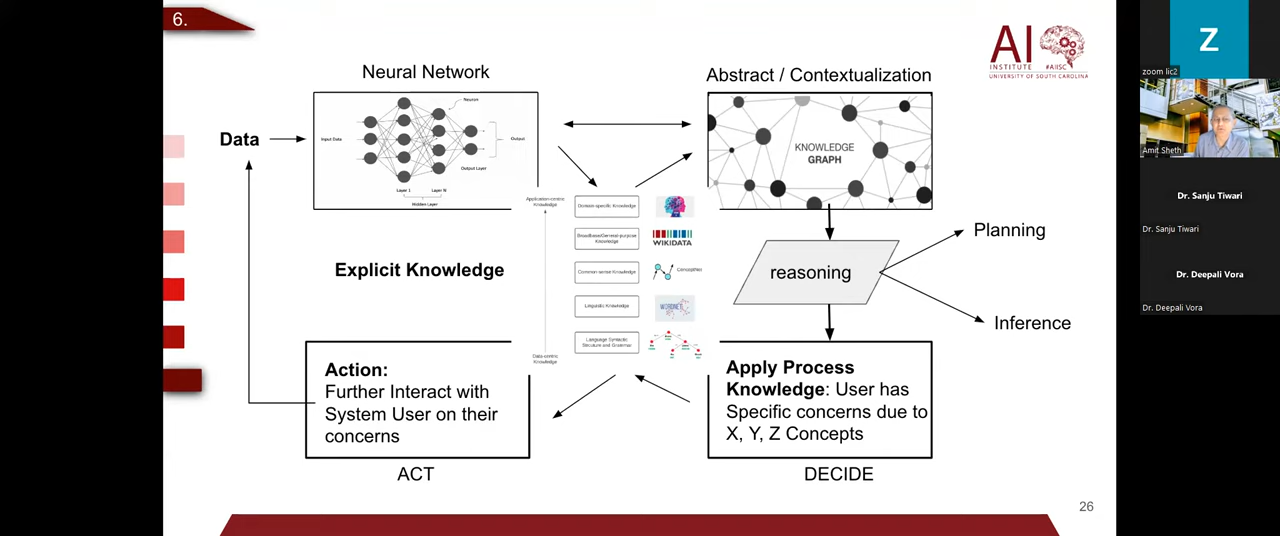 6.
AI
INSTITUTE
#AIISC
UNIVERSITY OF SOUTH CAROLINA
Neural Network
Abstract / Contextualization
Data
Input Data
Neuron
Output
Output Layer
Layer 1
Layer N
Hidden Layer
KNOWLEDGE
GRAPH
Application-centric
Knowledge
Domain-specific Knowledge
Broadbase/General-purpose
Knowledge
WIKIDATA
Common-sense Knowledge
ConceptNet
Linguistic Knowledge
WORDNET
Language Syntactic
Structure and Grammar
Data-centric
Knowledge
Explicit Knowledge
reasoning
Planning
Inference
Action:
Further Interact with
System User on their
concerns
ACT
Apply Process
Knowledge: User has
Specific concerns due to
X, Y, Z Concepts
DECIDE
26
Z
zoom lic2
Amit Sheth
Dr. Sanju Tiwari
Dr. Sanju Tiwari
Dr. Deepali Vora
Dr. Deepali Vora